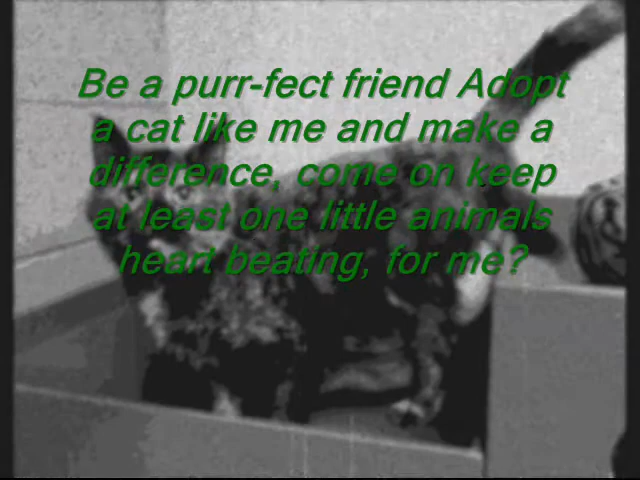 Be a purr-fect friend Adopt
a cat like me and make a
difference, come on keep
at least one little animals
heart beating, for me?